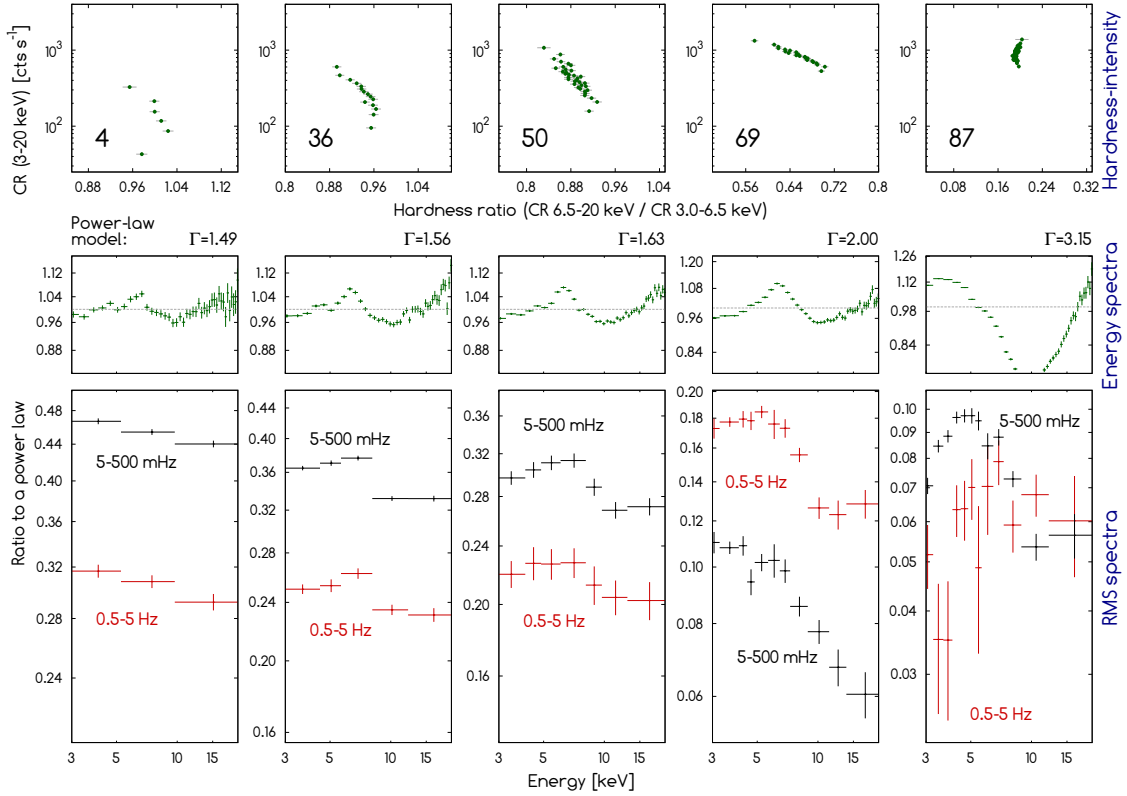 CR (3-20 keV) [cts s⁻¹]
10³
10²
10³
10²
10³
10²
10³
10²
10³
10²
4
36
50
69
87
Hardness-intensity
0.88 0.96 1.04 1.12
0.8 0.88 0.96 1.04
0.8 0.88 0.96 1.04
0.56 0.64 0.72 0.8
0.08 0.16 0.24 0.32
Hardness ratio (CR 6.5-20 keV / CR 3.0-6.5 keV)
Power-law
model:
Γ=1.49
Γ=1.56
Γ=1.63
Γ=2.00
Γ=3.15
1.12
1.04
0.96
0.88
1.12
1.04
0.96
0.88
1.12
1.04
0.96
0.88
1.20
1.12
1.04
0.96
0.84
1.26
1.12
1.04
0.96
0.84
Energy spectra
Ratio to a power law
0.48
0.44
0.36
0.32
0.28
0.24
5-500 mHz
0.5-5 Hz
0.44
0.40
0.36
0.32
0.28
0.24
0.20
0.16
5-500 mHz
0.5-5 Hz
0.36
0.32
0.28
0.24
0.20
0.16
5-500 mHz
0.5-5 Hz
0.20
0.18
0.16
0.14
0.12
0.10
0.08
0.06
0.5-5 Hz
5-500 mHz
0.10
0.09
0.08
0.07
0.06
0.05
0.04
0.03
5-500 mHz
0.5-5 Hz
RMS spectra
3 5 10 15
3 5 10 15
3 5 10 15
3 5 10 15
3 5 10 15
Energy [keV]